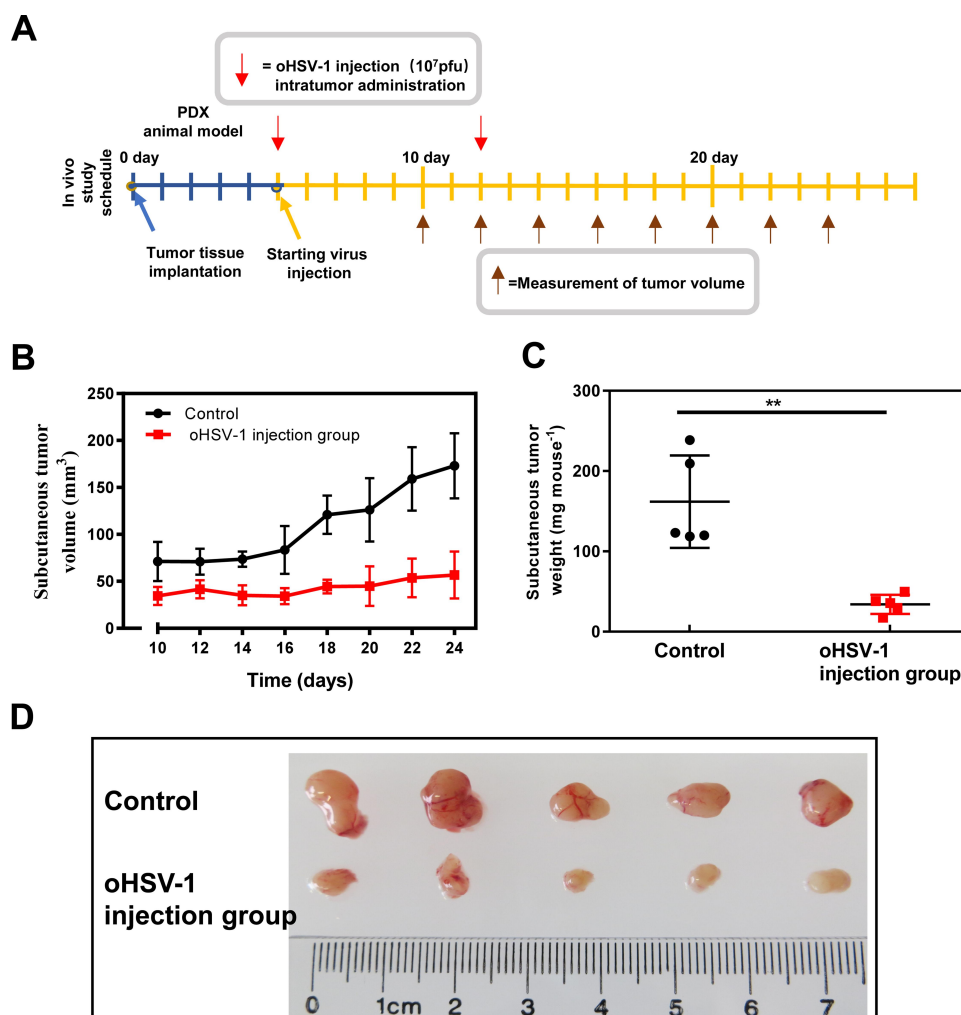 A
= oHSV-1 injection （10⁷pfu）
intratumor administration
PDX
animal model
0 day
10 day
20 day
In vivo
study
schedule
Tumor tissue
implantation
Starting virus
injection
=Measurement of tumor volume
B
Subcutaneous tumor
volume (mm³)
250
200
150
100
50
0
Control
oHSV-1 injection group
10 12 14 16 18 20 22 24
Time (days)
C
Subcutaneous tumor
weight (mg mouse⁻¹)
300
200
100
0
**
Control
oHSV-1
injection group
D
Control
oHSV-1
injection group
0 1cm 2 3 4 5 6 7